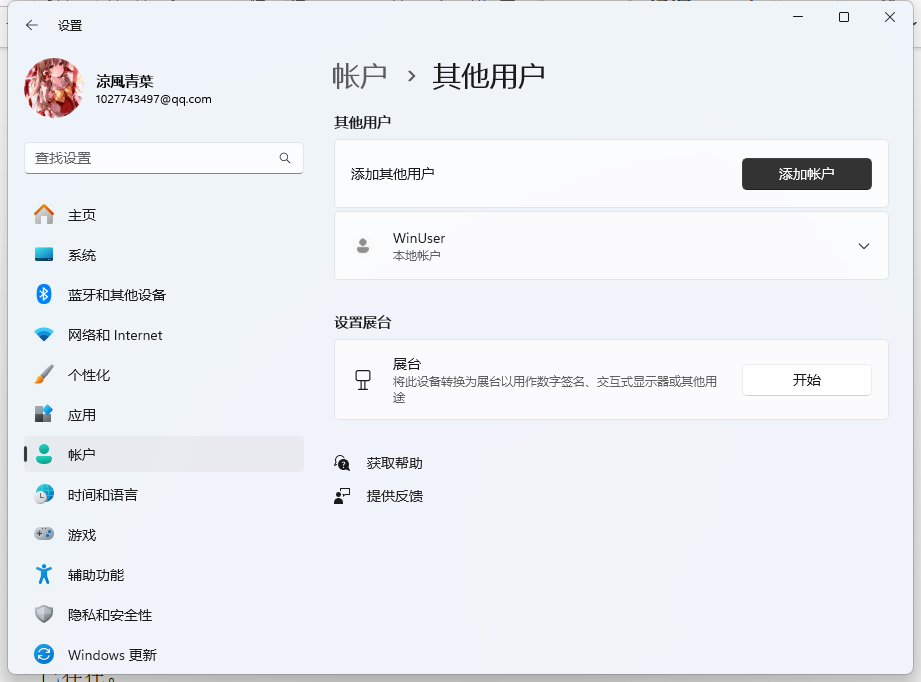 设置
涼風青葉
1027743497@qq.com
查找设置
主页
系统
蓝牙和其他设备
网络和 Internet
个性化
应用
帐户
时间和语言
游戏
辅助功能
隐私和安全性
Windows 更新
帐户 › 其他用户
其他用户
添加其他用户
添加帐户
WinUser
本地帐户
设置展台
展台
将此设备转换为展台以用作数字签名、交互式显示器或其他用
途
开始
获取帮助
提供反馈